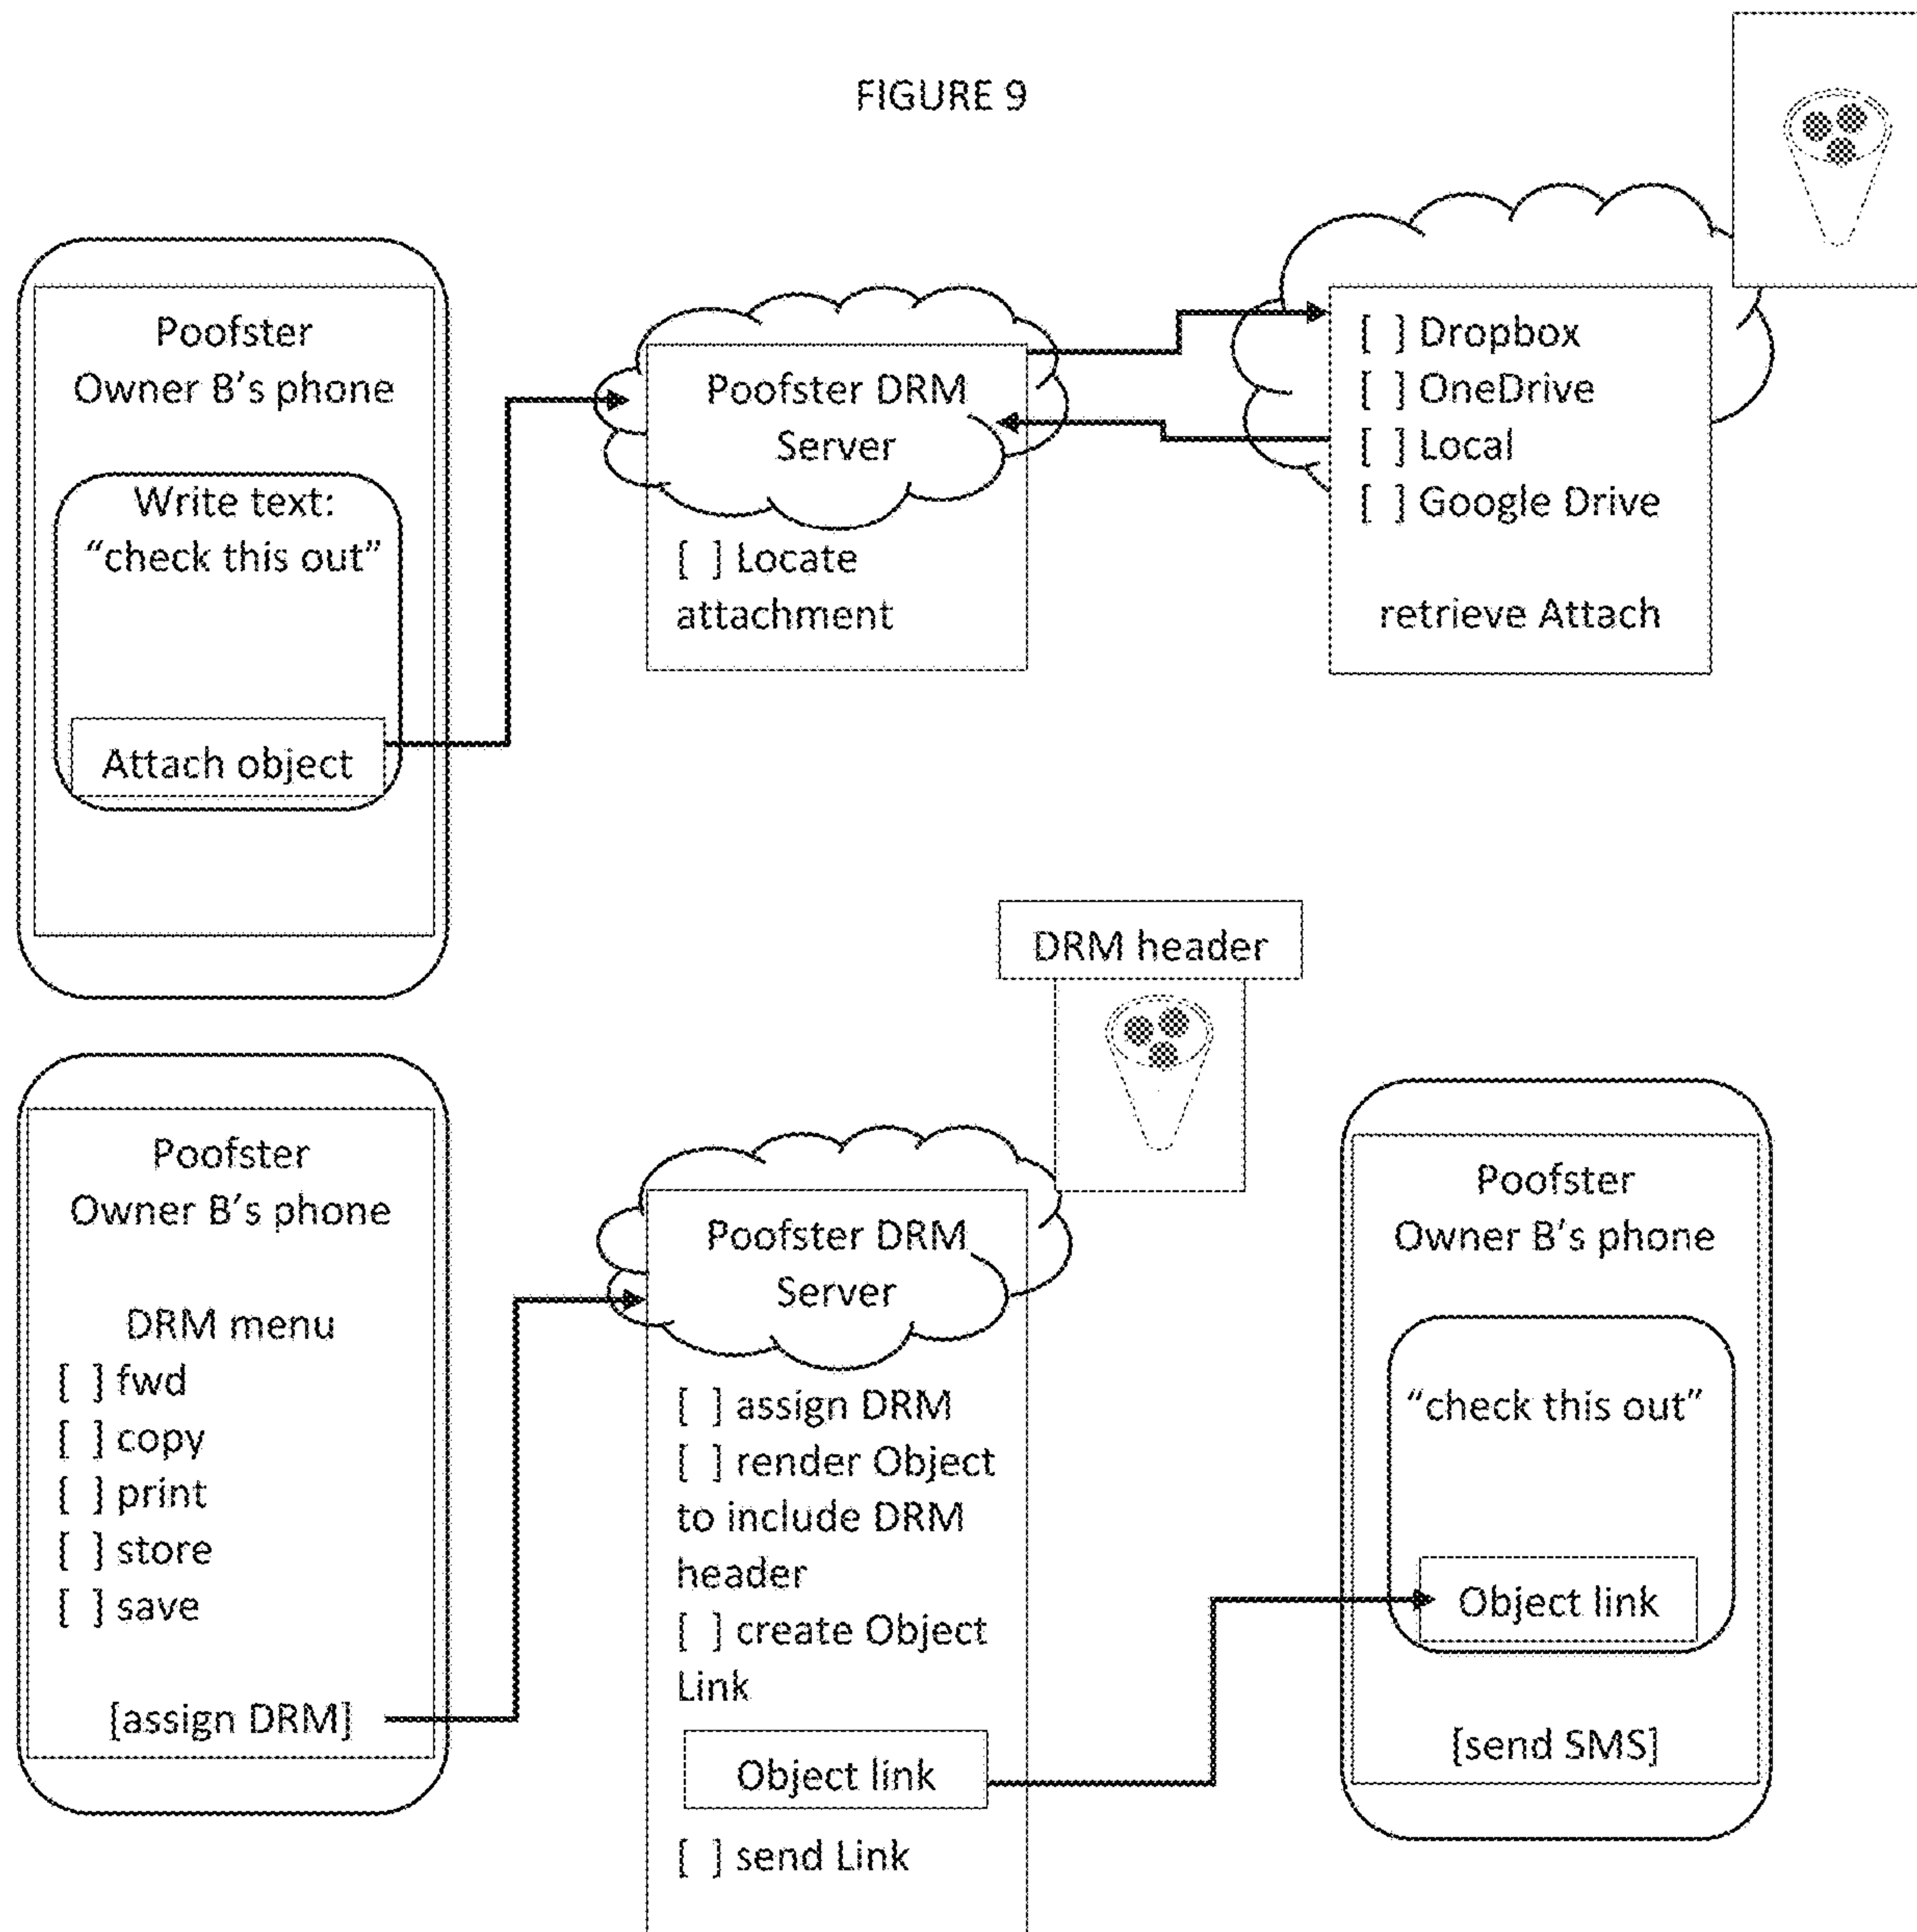 FIGURE 9
Poofster
Owner B's phone
Write text:
“check this out”
Attach object
Poofster DRM
Server
[ ] Locate
attachment
[ ] Dropbox
[ ] OneDrive
[ ] Local
[ ] Google Drive
retrieve Attach
DRM header
Poofster
Owner B's phone
DRM menu
[ ] fwd
[ ] copy
[ ] print
[ ] store
[ ] save
[assign DRM]
Poofster DRM
Server
[ ] assign DRM
[ ] render Object
to include DRM
header
[ ] create Object
Link
Object link
[ ] send Link
Poofster
Owner B's phone
“check this out”
Object link
[send SMS]